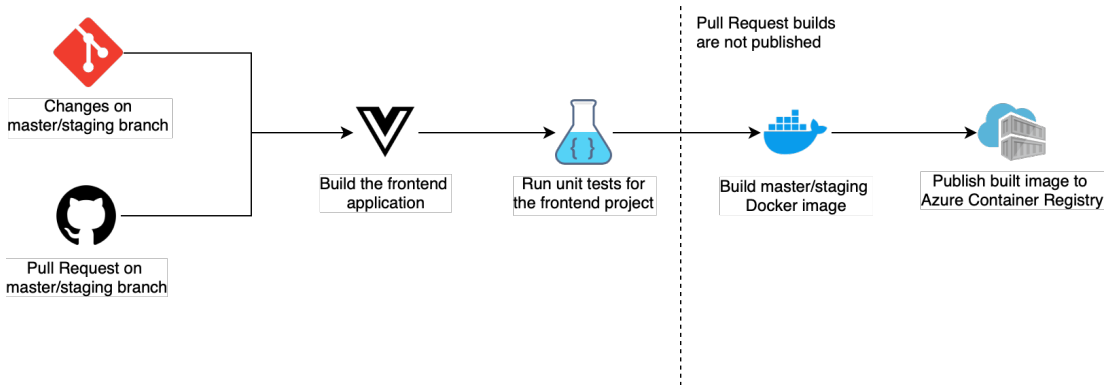 Pull Request builds
are not published
Changes on
master/staging branch
Build the frontend
application
Run unit tests for
the frontend project
{ }
Build master/staging
Docker image
Publish built image to
Azure Container Registry
Pull Request on
master/staging branch